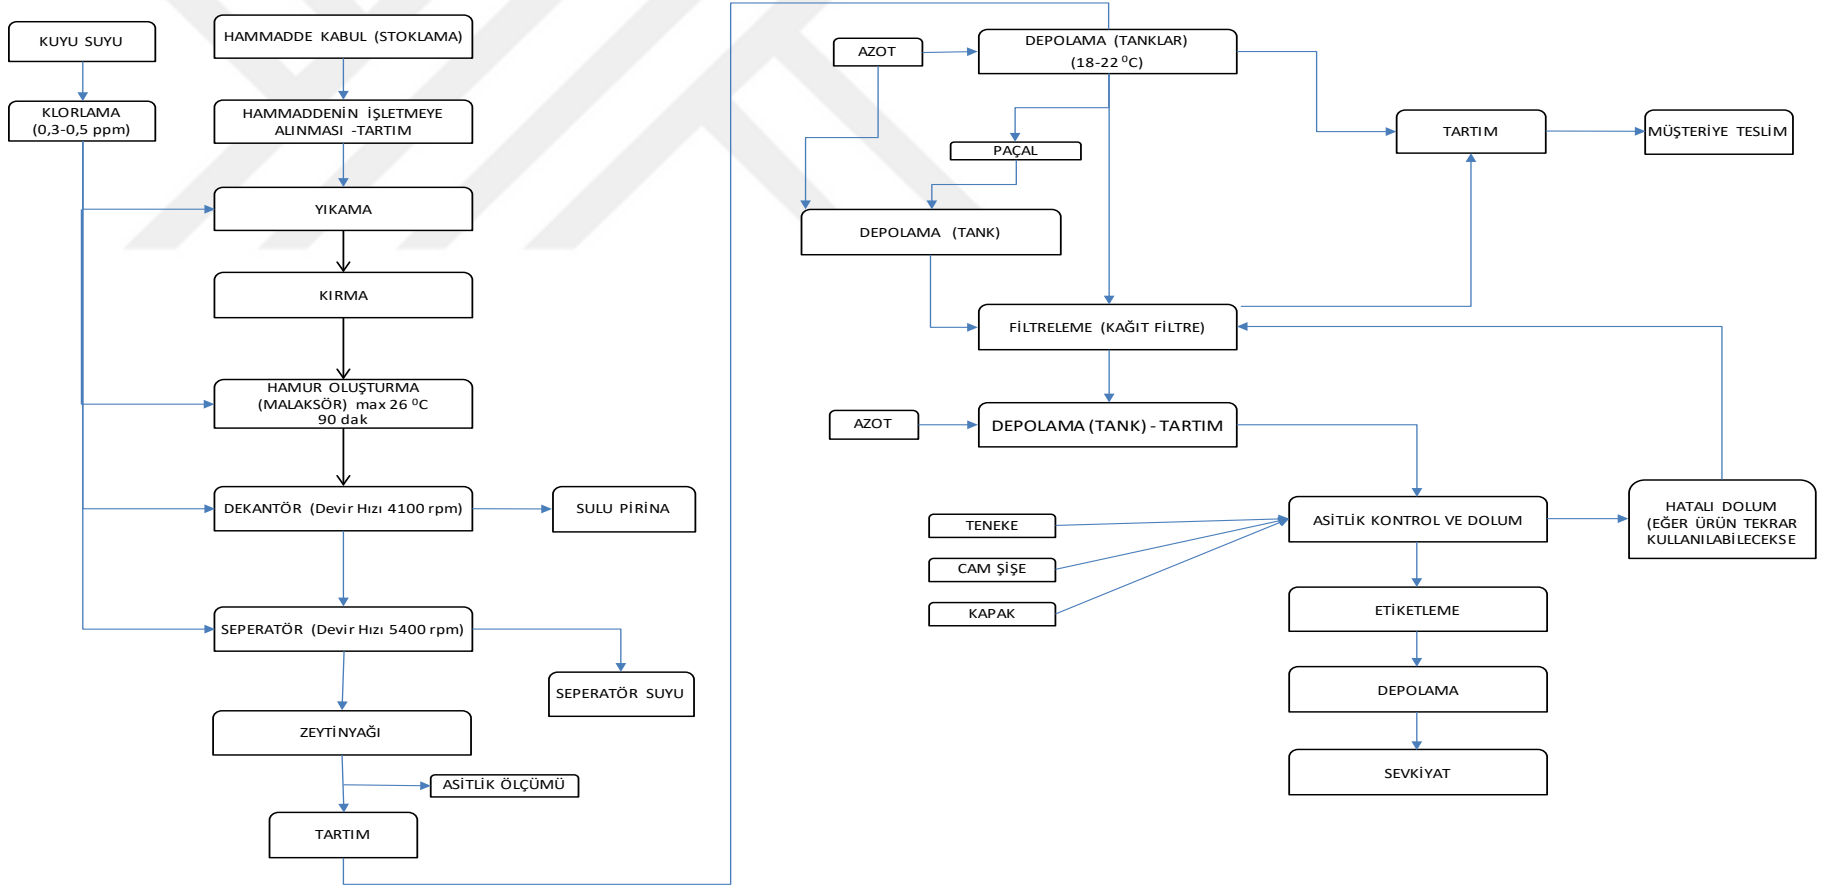 KUYU SUYU
KLORLAMA
(0,3-0,5 ppm)
HAMMADDE KABUL (STOKLAMA)
HAMMADDENİN İŞLETMEYE
ALINMASI -TARTIM
YIKAMA
KIRMA
HAMUR OLUŞTURMA
(MALAKSÖR) max 26 ⁰C
90 dak
DEKANTÖR (Devir Hızı 4100 rpm)
SULU PİRİNA
SEPERATÖR (Devir Hızı 5400 rpm)
SEPERATÖR SUYU
ZEYTİNYAĞI
ASİTLİK ÖLÇÜMÜ
TARTIM
AZOT
DEPOLAMA (TANKLAR)
(18-22 ⁰C)
PAÇAL
DEPOLAMA (TANK)
TARTIM
MÜŞTERİYE TESLİM
FİLTRELEME (KAĞIT FİLTRE)
AZOT
DEPOLAMA (TANK) - TARTIM
TENEKE
CAM ŞİŞE
KAPAK
ASİTLİK KONTROL VE DOLUM
HATALI DOLUM
(EĞER ÜRÜN TEKRAR
KULLANILABİLECEKSE
ETİKETLEME
DEPOLAMA
SEVKİYAT